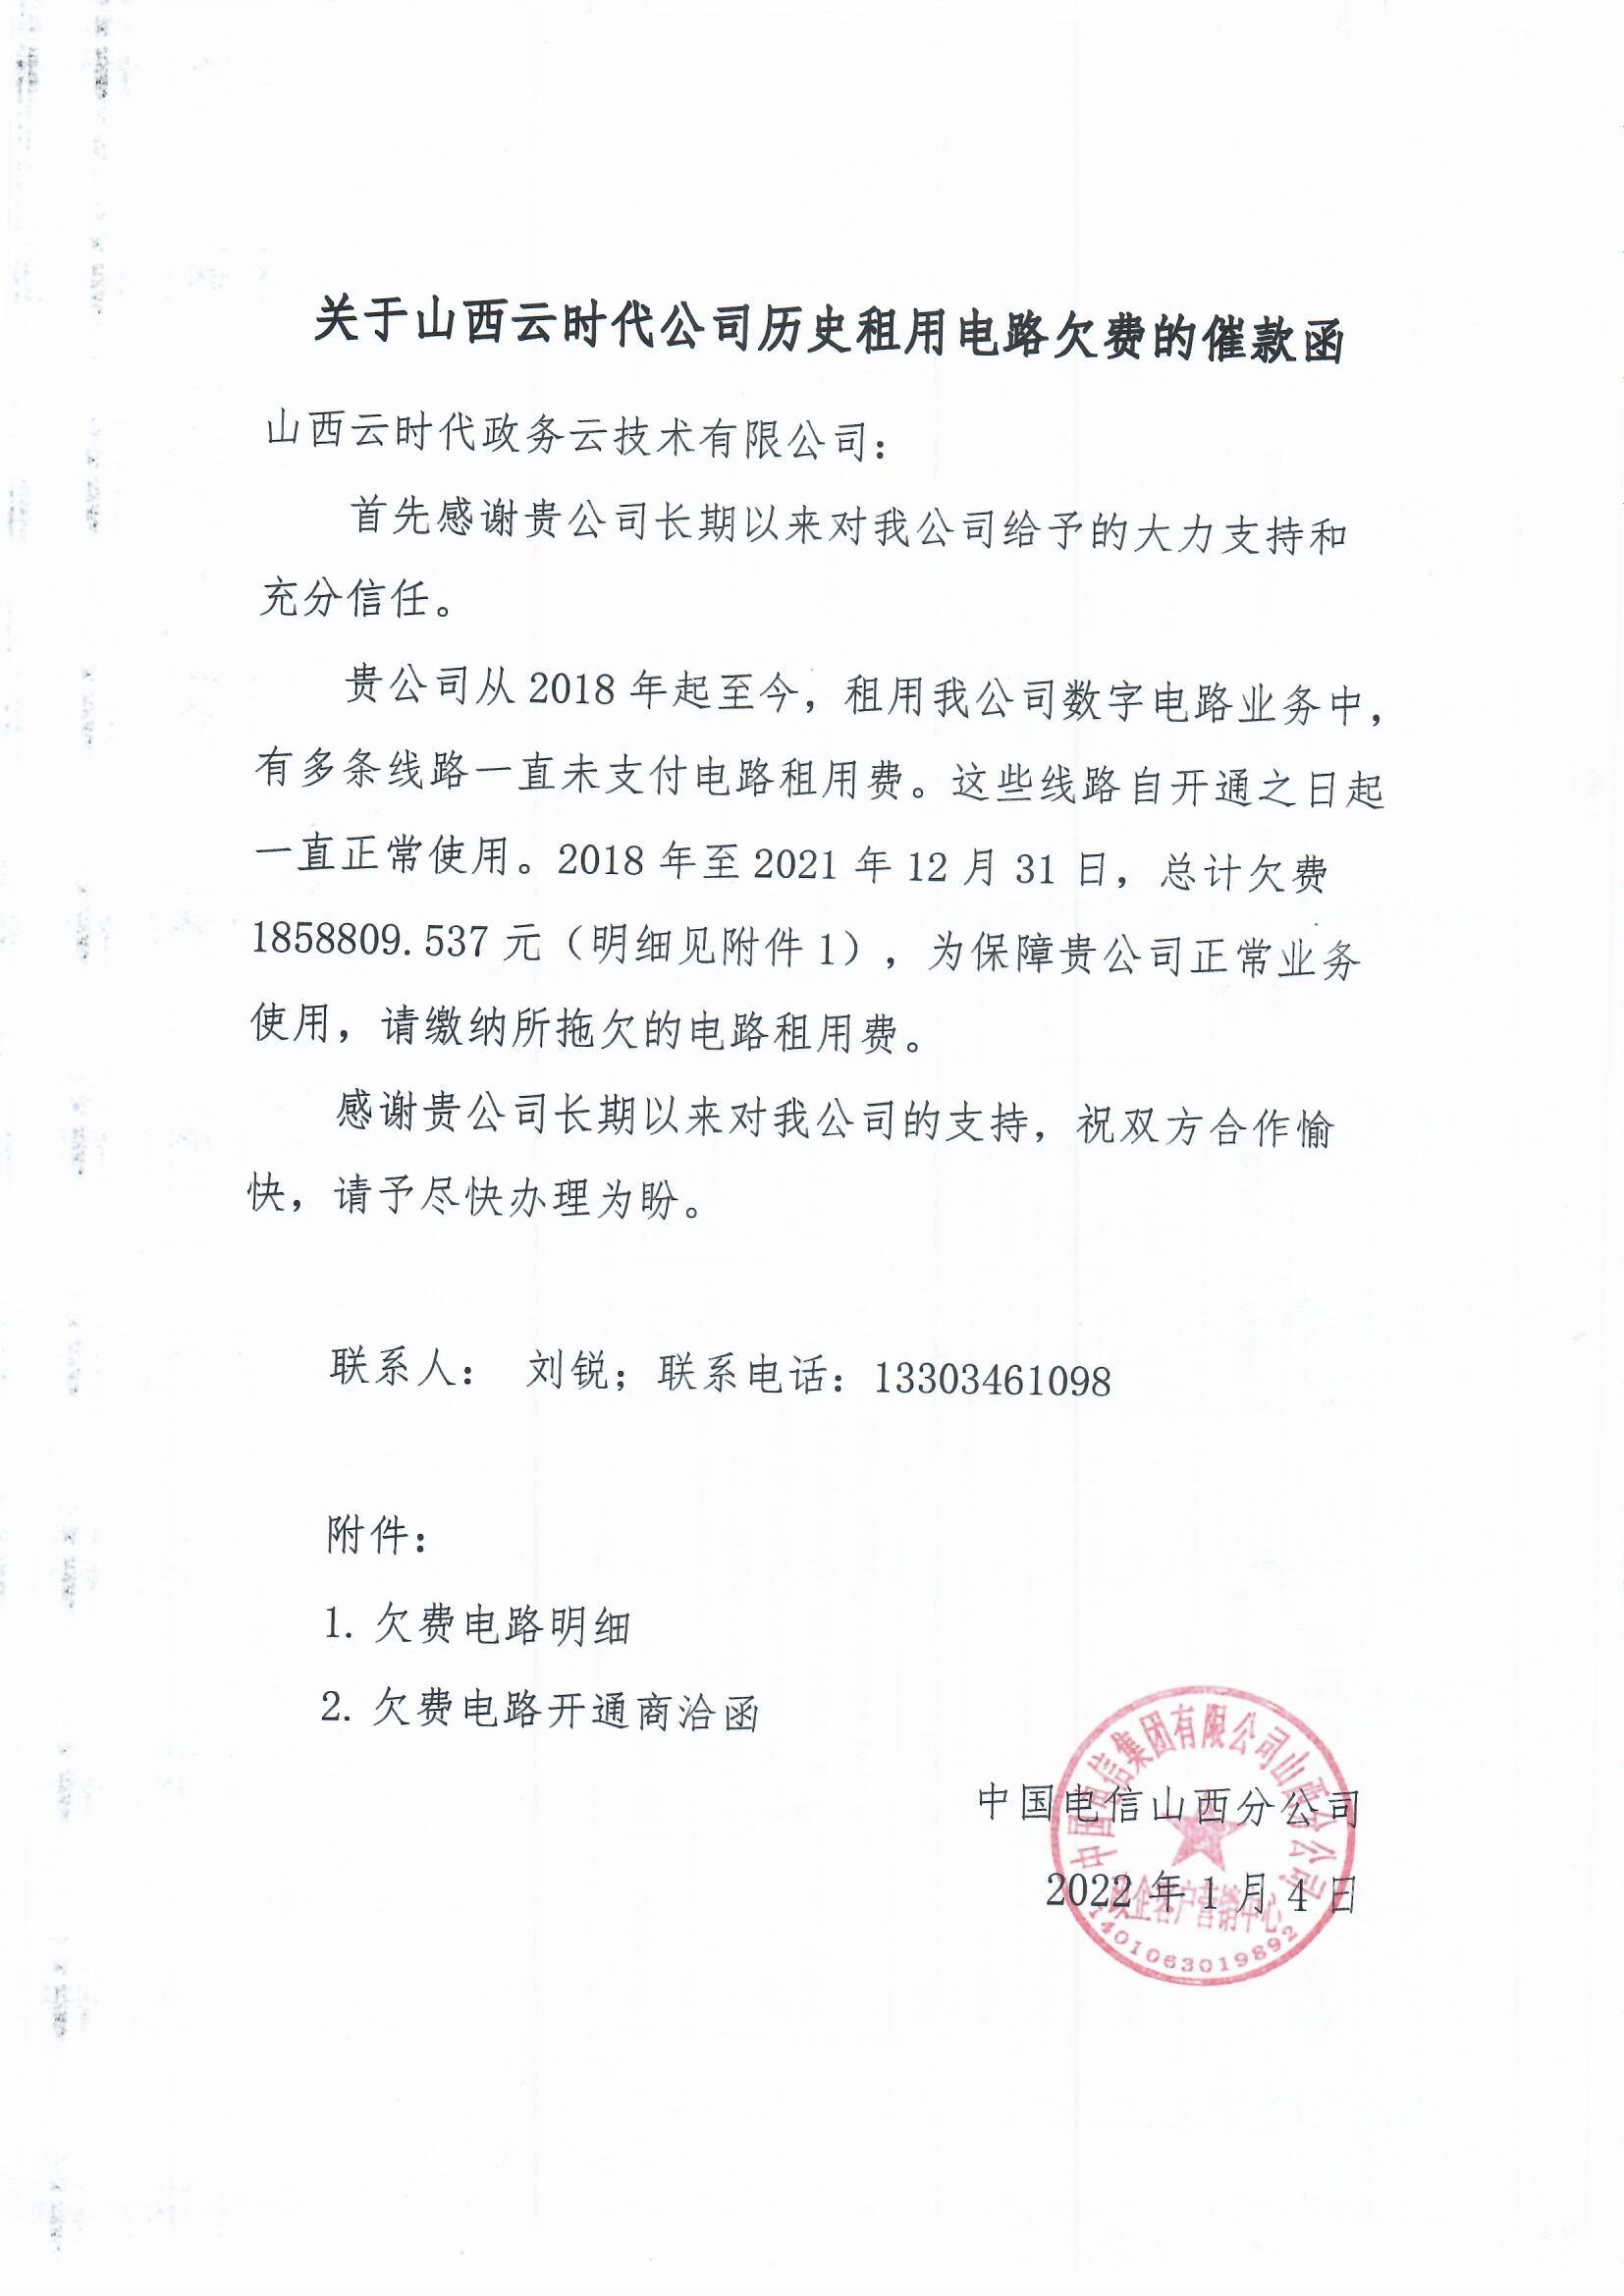 关于山西云时代公司历史租用电路欠费的催款函
山西云时代政务云技术有限公司：
首先感谢贵公司长期以来对我公司给予的大力支持和
充分信任。
贵公司从2018年起至今，租用我公司数字电路业务中，
有多条线路一直未支付电路租用费。这些线路自开通之日起
一直正常使用。2018年至2021年12月31日，总计欠费
1858809.537元（明细见附件1），为保障贵公司正常业务
使用，请缴纳所拖欠的电路租用费。
感谢贵公司长期以来对我公司的支持，祝双方合作愉
快，请予尽快办理为盼。
联系人： 刘锐；联系电话：13303461098
附件：
1. 欠费电路明细
2. 欠费电路开通商洽函
中国电信山西分公司
2022年1月4日
中国电信集团有限公司山西分公司
企客户营销中心
1401063019892